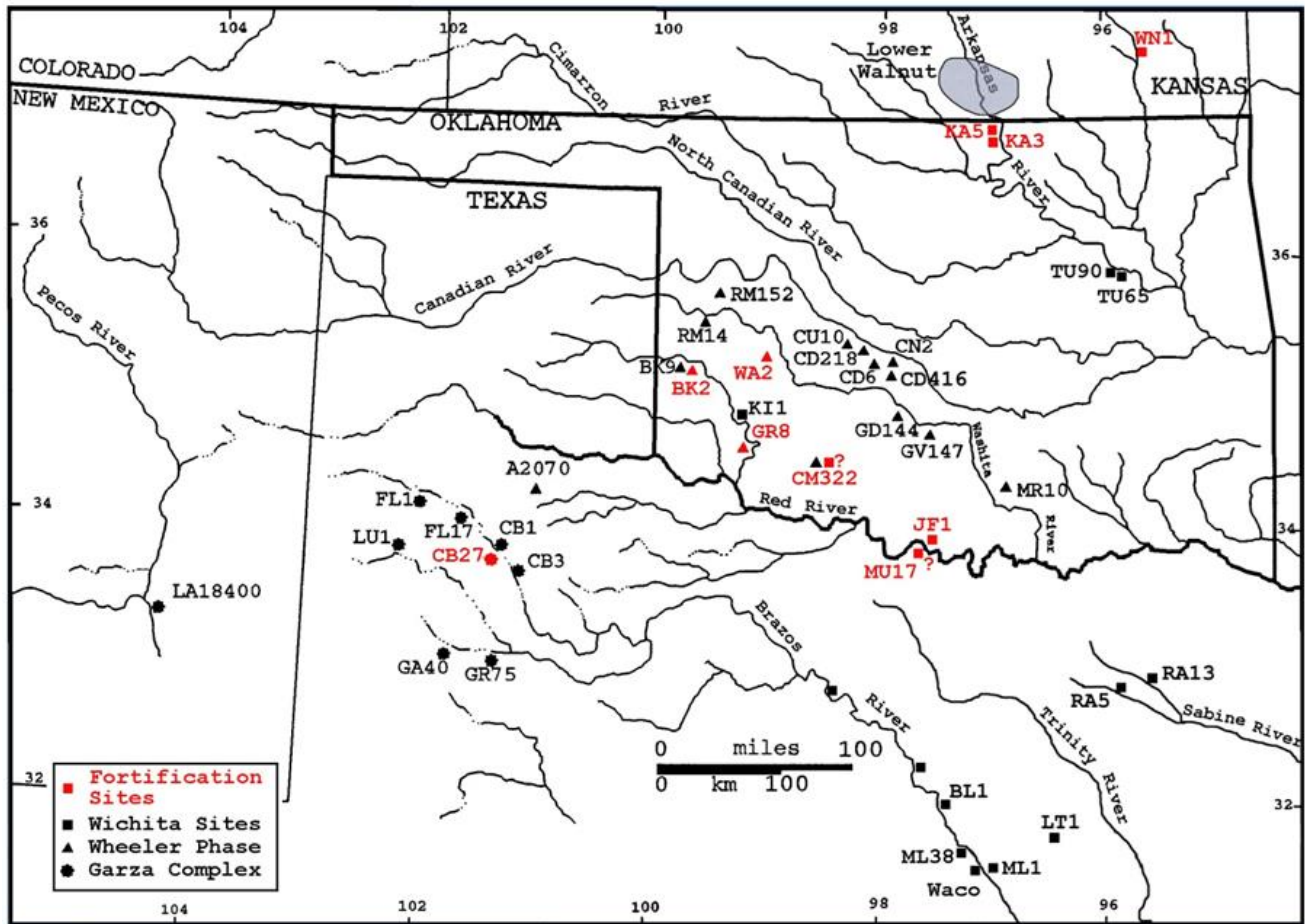 104
102
100
98
96
COLORADO
NEW MEXICO
Cimarron
River
Arkansas
River
Lower
Walnut
WN1
KANSAS
OKLAHOMA
KA5
KA3
North Canadian River
TEXAS
36
36
Pecos River
Canadian River
TU90
TU65
RM152
RM14
CU10
CD218
CN2
CD6
CD416
BK9
BK2
WA2
KI1
GR8
GD144
GV147
Washita
River
CM322
?
MR10
A2070
Red River
34
34
FL1
FL17
CB1
LU1
CB27
CB3
JF1
MU17
?
LA18400
GA40
GR75
Brazos
River
RA13
RA5
Sabine River
Trinity
River
0 miles 100
0 km 100
32
32
BL1
LT1
ML38
ML1
Waco
Fortification
Sites
Wichita Sites
Wheeler Phase
Garza Complex
104
102
100
98
96